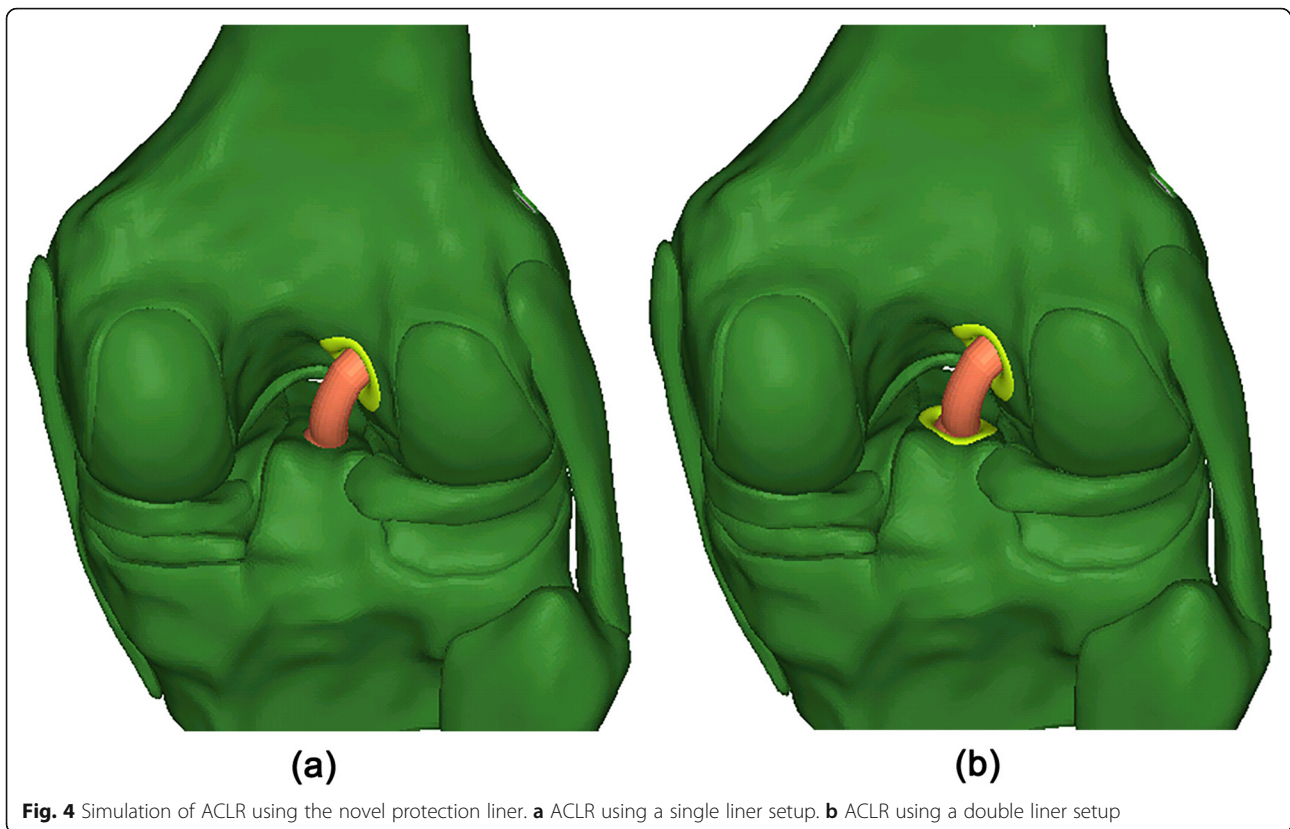 (a)
(b)
Fig. 4 Simulation of ACLR using the novel protection liner. a ACLR using a single liner setup. b ACLR using a double liner setup